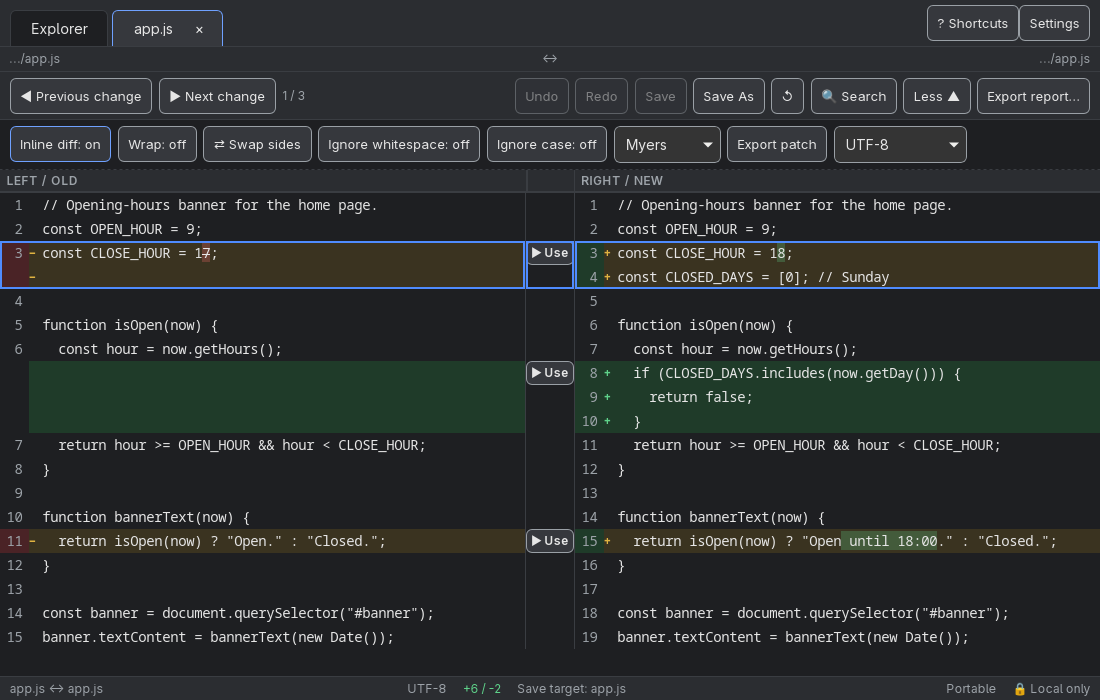 Explorer app.js × ? Shortcuts Settings
…/app.js ↔ …/app.js
◀ Previous change ▶ Next change 1 / 3 Undo Redo Save Save As ↺ 🔍 Search Less ▲ Export report…
Inline diff: on Wrap: off ⇄ Swap sides Ignore whitespace: off Ignore case: off Myers Export patch UTF-8
LEFT / OLD
1 // Opening-hours banner for the home page.
2 const OPEN_HOUR = 9;
3 − const CLOSE_HOUR = 17;
−
4
5 function isOpen(now) {
6 const hour = now.getHours();
7 return hour >= OPEN_HOUR && hour < CLOSE_HOUR;
8 }
9
10 function bannerText(now) {
11 − return isOpen(now) ? "Open." : "Closed.";
12 }
13
14 const banner = document.querySelector("#banner");
15 banner.textContent = bannerText(new Date());
▶ Use
▶ Use
▶ Use
RIGHT / NEW
1 // Opening-hours banner for the home page.
2 const OPEN_HOUR = 9;
3 + const CLOSE_HOUR = 18;
4 + const CLOSED_DAYS = [0]; // Sunday
5
6 function isOpen(now) {
7 const hour = now.getHours();
8 + if (CLOSED_DAYS.includes(now.getDay())) {
9 + return false;
10 + }
11 return hour >= OPEN_HOUR && hour < CLOSE_HOUR;
12 }
13
14 function bannerText(now) {
15 + return isOpen(now) ? "Open until 18:00." : "Closed.";
16 }
17
18 const banner = document.querySelector("#banner");
19 banner.textContent = bannerText(new Date());
app.js ↔ app.js UTF-8 +6 / -2 Save target: app.js Portable 🔒 Local only